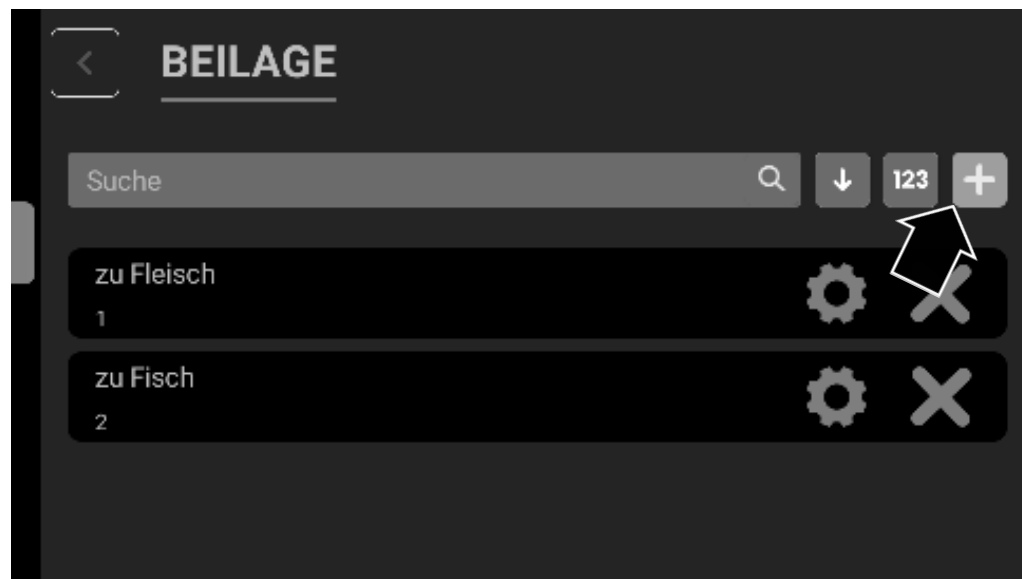 BEILAGE
Suche
123
zu Fleisch
1
zu Fisch
2